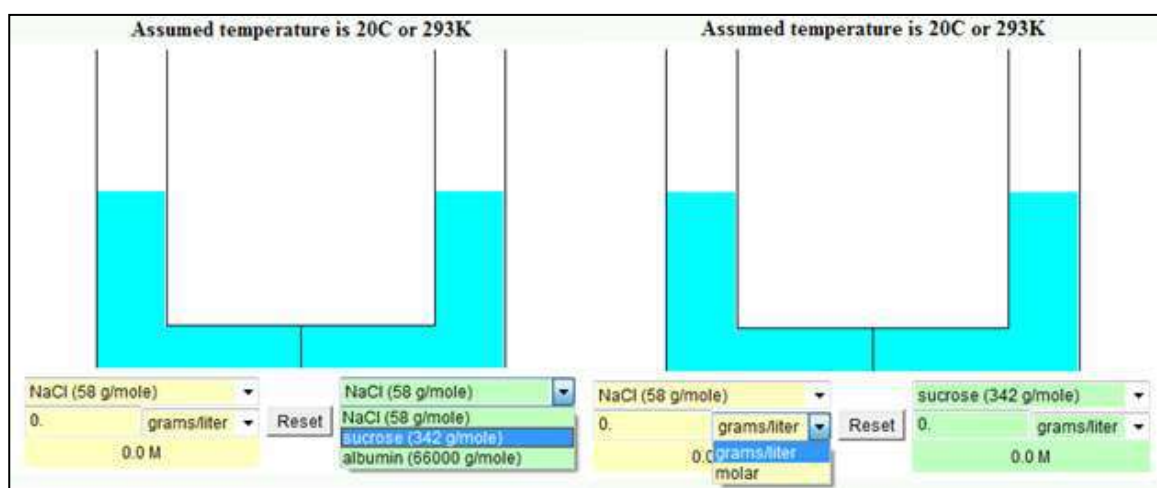 Assumed temperature is 20C or 293K
NaCl (58 g/mole)
0.
grams/liter
0.0 M
Reset
NaCl (58 g/mole)
NaCl (58 g/mole)
sucrose (342 g/mole)
albumin (66000 g/mole)
Assumed temperature is 20C or 293K
NaCl (58 g/mole)
0.
grams/liter
0.0
grams/liter
molar
Reset
sucrose (342 g/mole)
0.
grams/liter
0.0 M